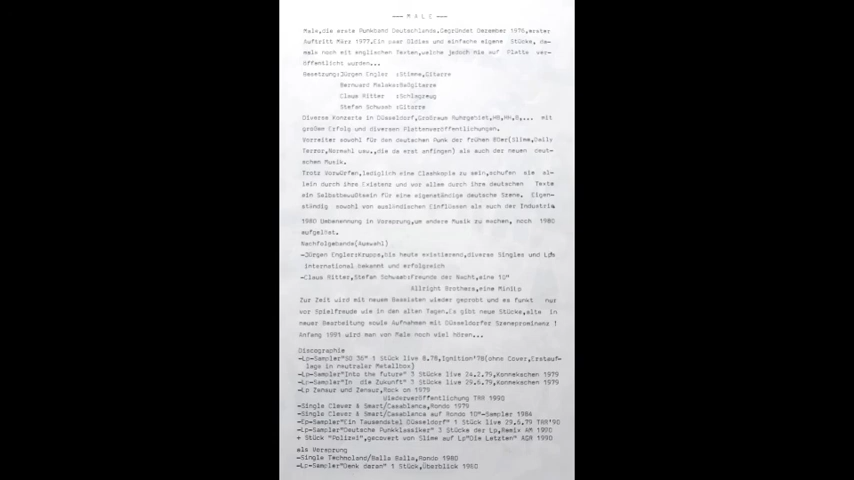 --- M A L E ---
Male,die erste Punkband Deutschlands.Gegründet Dezember 1976,erster
Auftritt März 1977.Ein paar Oldies und einfache eigene Stücke, da-
male noch mit englischen Texten,welche jedoch nie auf Platte ver-
öffentlicht wurden...
Besetzung:Jürgen Engler :Stimme,Gitarre
Bernward Malaka:Baßgitarre
Claus Ritter :Schlagzeug
Stefan Schwaab :Gitarre
Diverse Konzerte in Düsseldorf,Großraum Ruhrgebiet,HB,HH,B,... mit
großem Erfolg und diversen Plattenveröffentlichungen.
Vorreiter sowohl für den deutschen Punk der frühen 80er(Slime,Daily
Terror,Normahl usw.,die da erst anfingen) als auch der neuen deut-
schen Musik.
Trotz Vorwürfen,lediglich eine Clashkopie zu sein,schufen sie al-
lein durch ihre Existenz und vor allem durch ihre deutschen Texte
ein Selbstbewußtsein für eine eigenständige deutsche Szene. Eigen-
ständig sowohl von ausländischen Einflüssen als auch der Industrie
1980 Umbenennung in Vorsprung,um andere Musik zu machen, noch 1980
aufgelöst.
Nachfolgebands(Auswahl)
-Jürgen Engler:Krupps,bis heute existierend,diverse Singles und Lp's
international bekannt und erfolgreich
-Claus Ritter,Stefan Schwaab:Freunde der Nacht,eine 10"
Allright Brothers,eine MiniLp
Zur Zeit wird mit neuem Bassisten wieder geprobt und es funkt nur
vor Spielfreude wie in den alten Tagen.Es gibt neue Stücke,alte in
neuer Bearbeitung sowie Aufnahmen mit Düsseldorfer Szeneprominenz !
Anfang 1991 wird man von Male noch viel hören...
Discographie
-Lp-Sampler"SO 36" 1 Stück live 8.78,Ignition'78(ohne Cover,Erstauf-
lage in neutraler Metallbox)
-Lp-Sampler"Into the future" 3 Stücke live 24.2.79,Konnekschen 1979
-Lp-Sampler"In die Zukunft" 3 Stücke live 29.6.79,Konnekschen 1979
-Lp Zensur und Zensur,Rock on 1979
Wiederveröffentlichung THR 1990
-Single Clever & Smart/Casablanca,Rondo 1979
-Single Clever & Smart/Casablanca auf Rondo 10"-Sampler 1984
-Ep-Sampler"Ein Tausendstel Düsseldorf" 1 Stück live 29.6.79 THR'90
-Lp-Sampler"Deutsche Punkklassiker" 3 Stücke der Lp,Remix AM 1990
+ Stück "Polizei",gecovert von Slime auf Lp"Die Letzten" AGR 1990
als Vorsprung
-Single Technoland/Balla Balla,Rondo 1980
-Lp-Sampler"Denk daran" 1 Stück,Überblick 1980